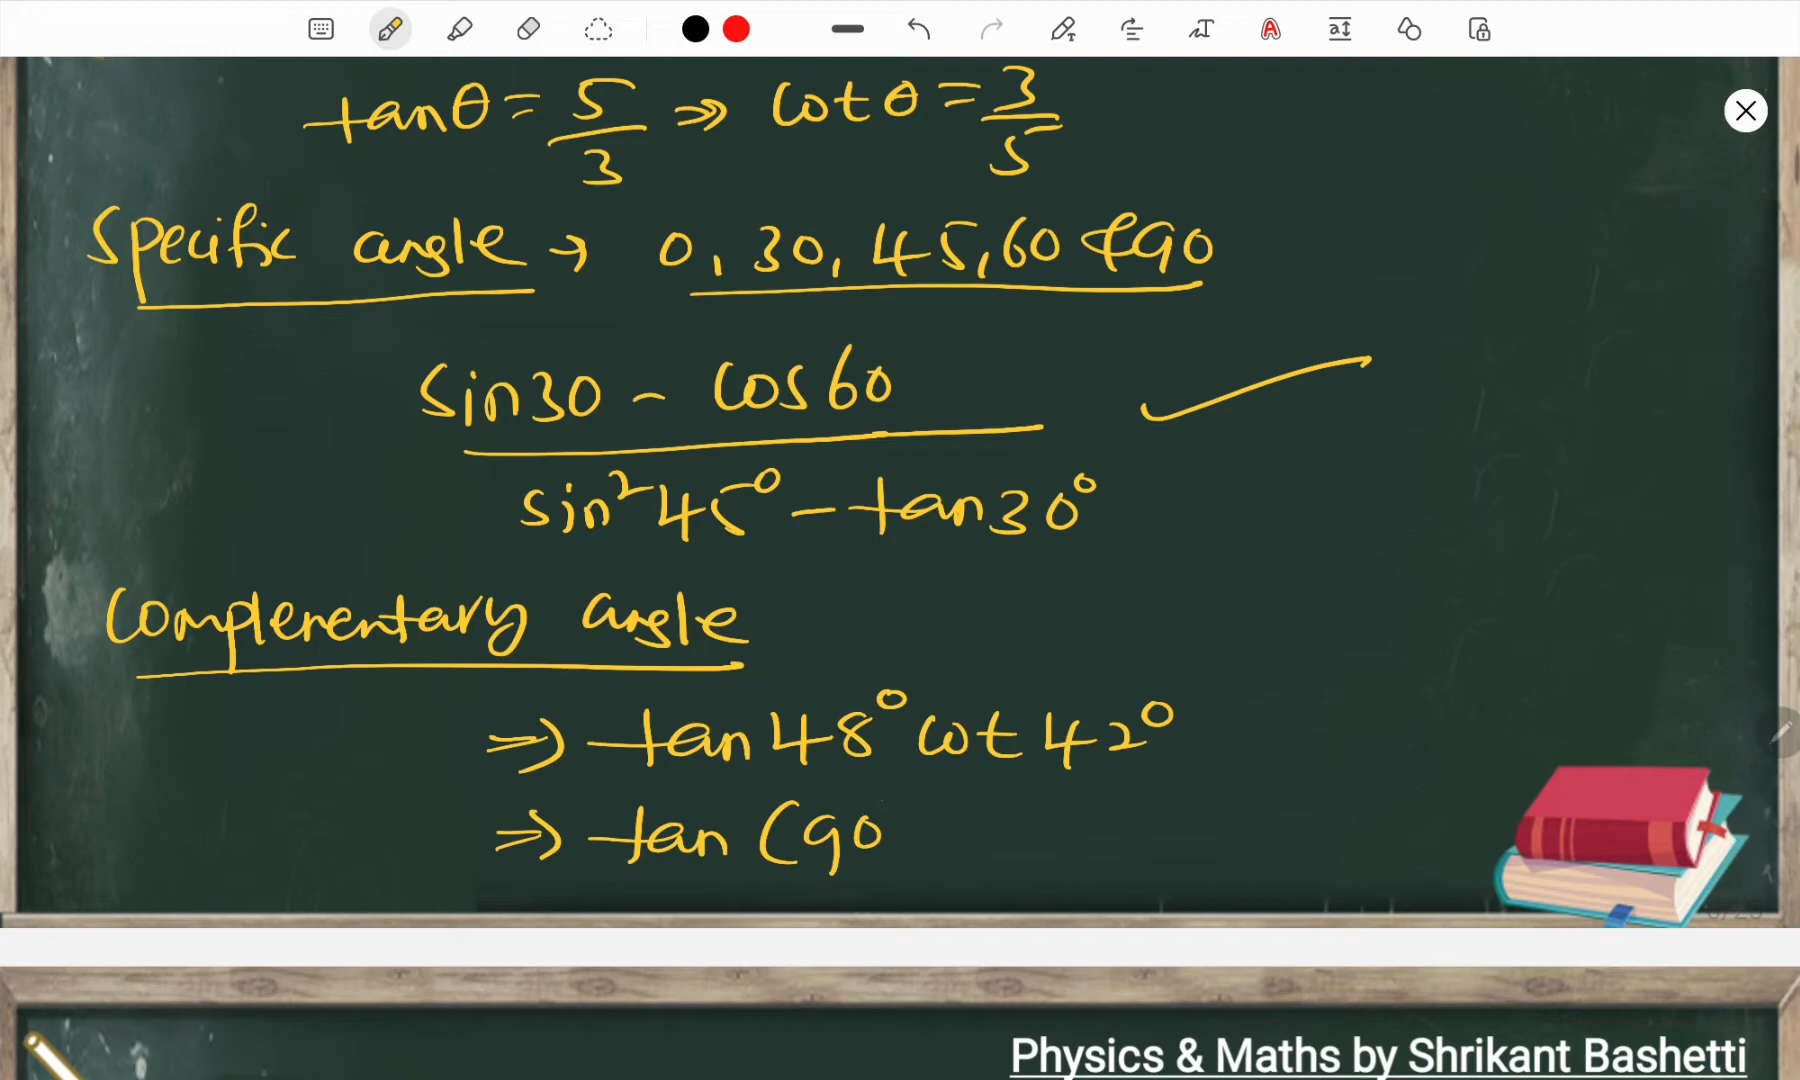 tanθ = 5/3 ⇒ cotθ = 3/5
Specific angle → 0, 30, 45, 60 & 90
sin30 - cos60
sin²45° - tan30°
Complementary angle
⇒ tan48° cot42°
⇒ tan (90
Physics & Maths by Shrikant Bashetti